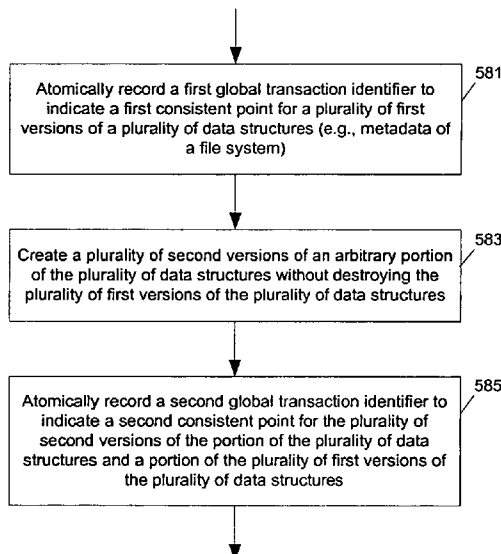 581
Atomically record a first global transaction identifier to
indicate a first consistent point for a plurality of first
versions of a plurality of data structures (e.g., metadata of
a file system)
583
Create a plurality of second versions of an arbitrary portion
of the plurality of data structures without destroying the
plurality of first versions of the plurality of data structures
585
Atomically record a second global transaction identifier to
indicate a second consistent point for the plurality of
second versions of the portion of the plurality of data
structures and a portion of the plurality of first versions of
the plurality of data structures